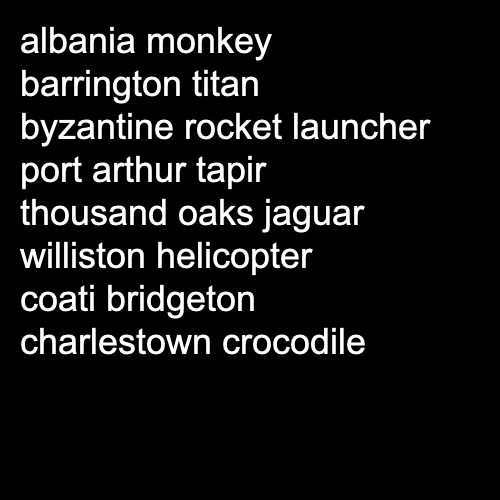 albania monkey
barrington titan
byzantine rocket launcher
port arthur tapir
thousand oaks jaguar
williston helicopter
coati bridgeton
charlestown crocodile